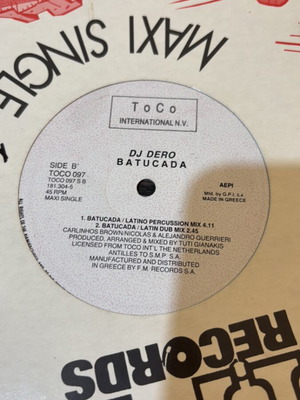 MAXI SINGLE
ToCo
INTERNATIONAL N.V.
DJ DERO
BATUCADA
SIDE B'
TOCO 097
TOCO 097 S B
181.304-5
45 RPM
MAXI SINGLE
AEPI
Mfd. by G.P.I. s.a.
MADE IN GREECE
1. BATUCADA / LATINO PERCUSSION MIX 4.11
2. BATUCADA / LATIN DUB MIX 2.45
CARLINHOS BROWN/NICOLAS & ALEJANDRO GUERRIERI
PRODUCED, ARRANGED & MIXED BY TUTI GIANAKIS
LICENSED FROM TOCO INT'L THE NETHERLANDS
ANTILLES TO S.M.P. S.A.
MANUFACTURED AND DISTRIBUTED
IN GREECE BY F.M. RECORDS S.A.
RECORDS